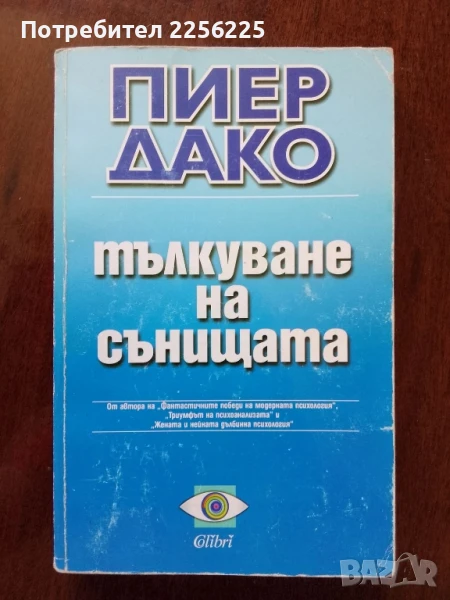 Потребител 2256225
ПИЕР
ДАКО
тълкуване
на
сънищата
От автора на „Фантастичните победи на модерната психология",
„Триумфът на психоанализата" и
„Жената и нейната дълбинна психология"
Colibri
BAZAR